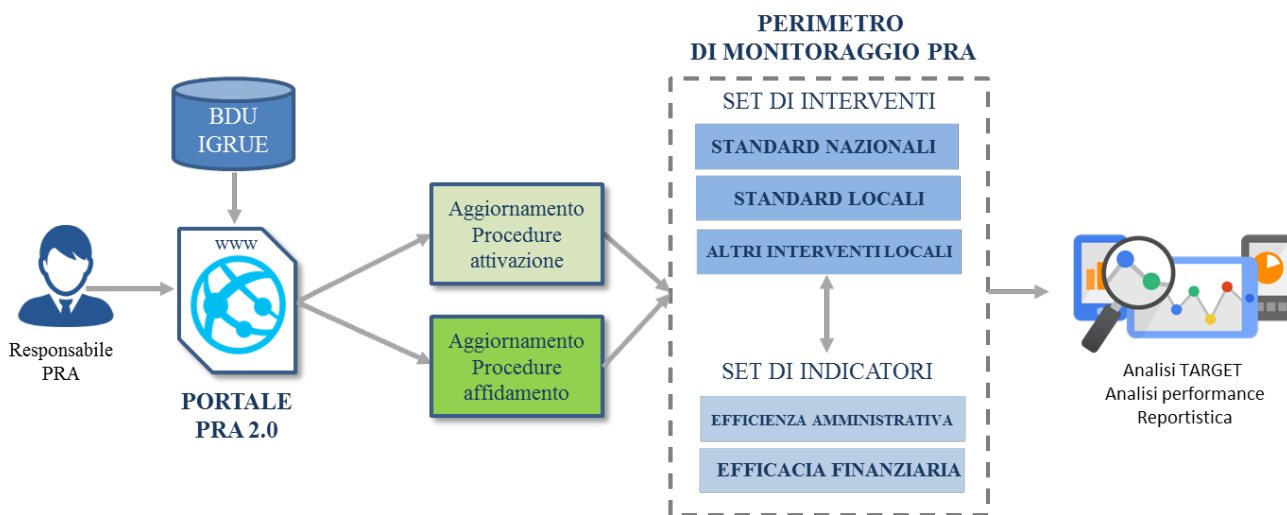 PERIMETRO
DI MONITORAGGIO PRA
BDU
IGRUE
www
Responsabile
PRA
PORTALE
PRA 2.0
Aggiornamento
Procedure
attivazione
Aggiornamento
Procedure
affidamento
SET DI INTERVENTI
STANDARD NAZIONALI
STANDARD LOCALI
ALTRI INTERVENTI LOCALI
SET DI INDICATORI
EFFICIENZA AMMINISTRATIVA
EFFICACIA FINANZIARIA
Analisi TARGET
Analisi performance
Reportistica